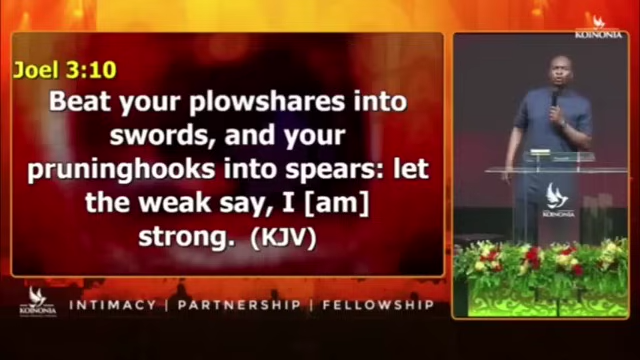 KOINONIA
Joel 3:10
Beat your plowshares into
swords, and your
pruninghooks into spears: let
the weak say, I [am]
strong. (KJV)
KOINONIA
KOINONIA
INTIMACY | PARTNERSHIP | FELLOWSHIP